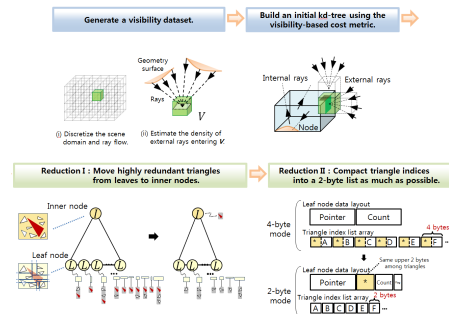 Generate a visibility dataset.
Build an initial kd-tree using the
visibility-based cost metric.
Geometry
surface
Rays
V
(i) Discretize the scene
domain and ray flow.
(ii) Estimate the density of
external rays entering V.
Internal rays
External rays
Node
Reduction I : Move highly redundant triangles
from leaves to inner nodes.
Reduction II : Compact triangle indices
into a 2-byte list as much as possible.
Inner node
I
I
Leaf node
L L L L ... L
L L L L ... L
4-byte
mode
Leaf node data layout
Pointer Count
Triangle index list array
4 bytes
* A * B * C * D * E * F ...
Same upper 2 bytes
among triangles
2-byte
mode
Leaf node data layout
Pointer * Count
Triangle index list array
2 bytes
A B C D E F ...